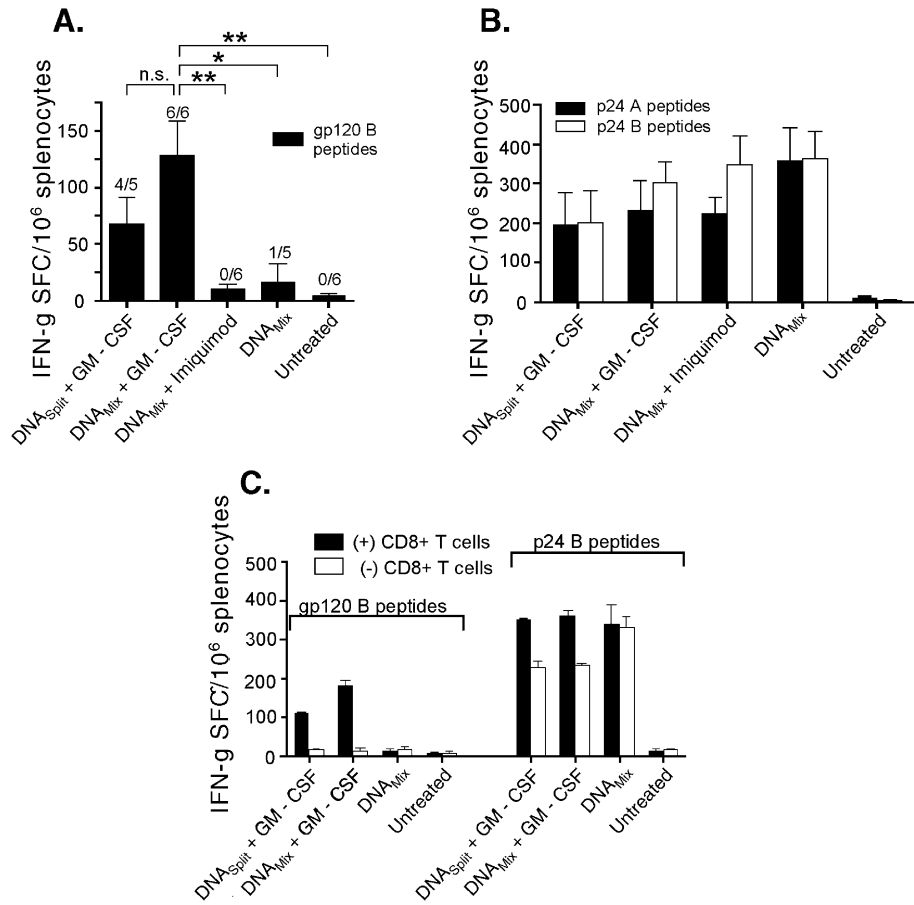 A.
**
*
n.s.
**
6/6
4/5
1/5
0/6
0/6
gp120 B
peptides
IFN-g SFC/10⁶ splenocytes
150
100
50
0
DNASplit + GM - CSF
DNAMix + GM - CSF
DNAMix + Imiquimod
DNAMix
Untreated
B.
p24 A peptides
p24 B peptides
IFN-g SFC/10⁶ splenocytes
500
400
300
200
100
0
DNASplit + GM - CSF
DNAMix + GM - CSF
DNAMix + Imiquimod
DNAMix
Untreated
C.
(+) CD8+ T cells
(-) CD8+ T cells
p24 B peptides
gp120 B peptides
IFN-g SFC/10⁶ splenocytes
500
400
300
200
100
0
DNASplit + GM - CSF
DNAMix + GM - CSF
DNAMix
Untreated
DNASplit + GM - CSF
DNAMix + GM - CSF
DNAMix
Untreated